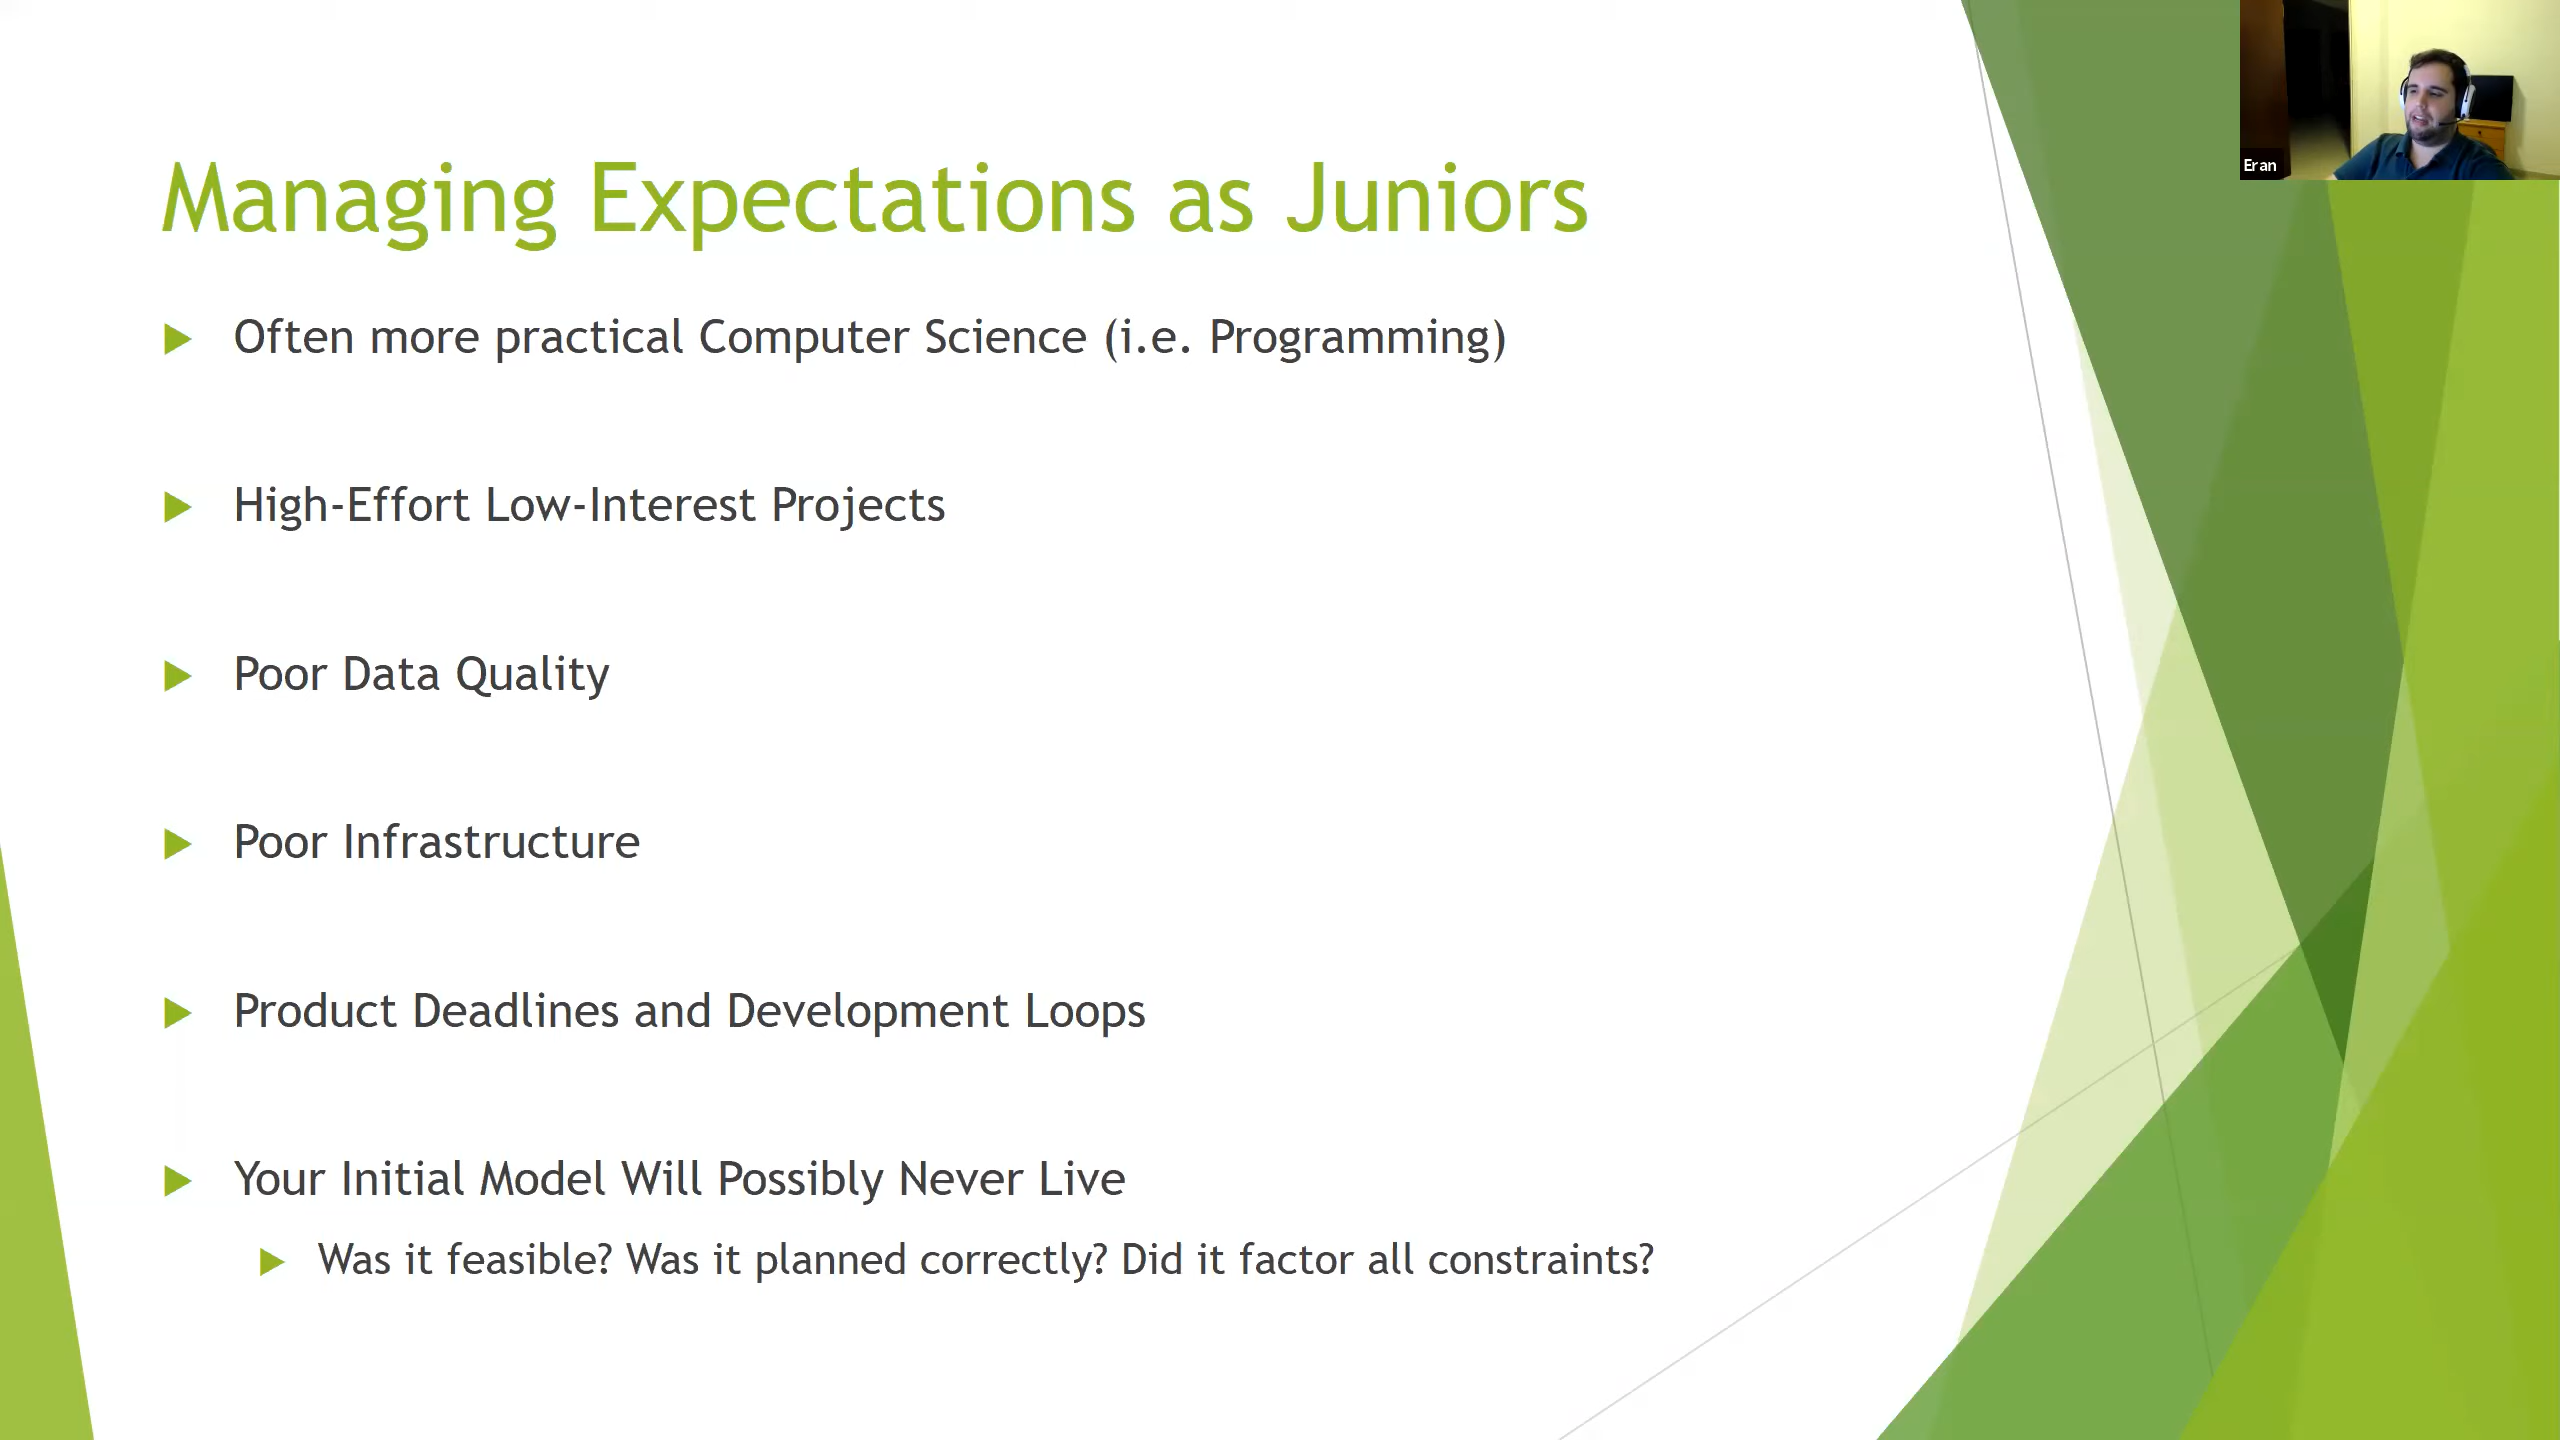 Eran
Managing Expectations as Juniors
Often more practical Computer Science (i.e. Programming)
High-Effort Low-Interest Projects
Poor Data Quality
Poor Infrastructure
Product Deadlines and Development Loops
Your Initial Model Will Possibly Never Live
Was it feasible? Was it planned correctly? Did it factor all constraints?